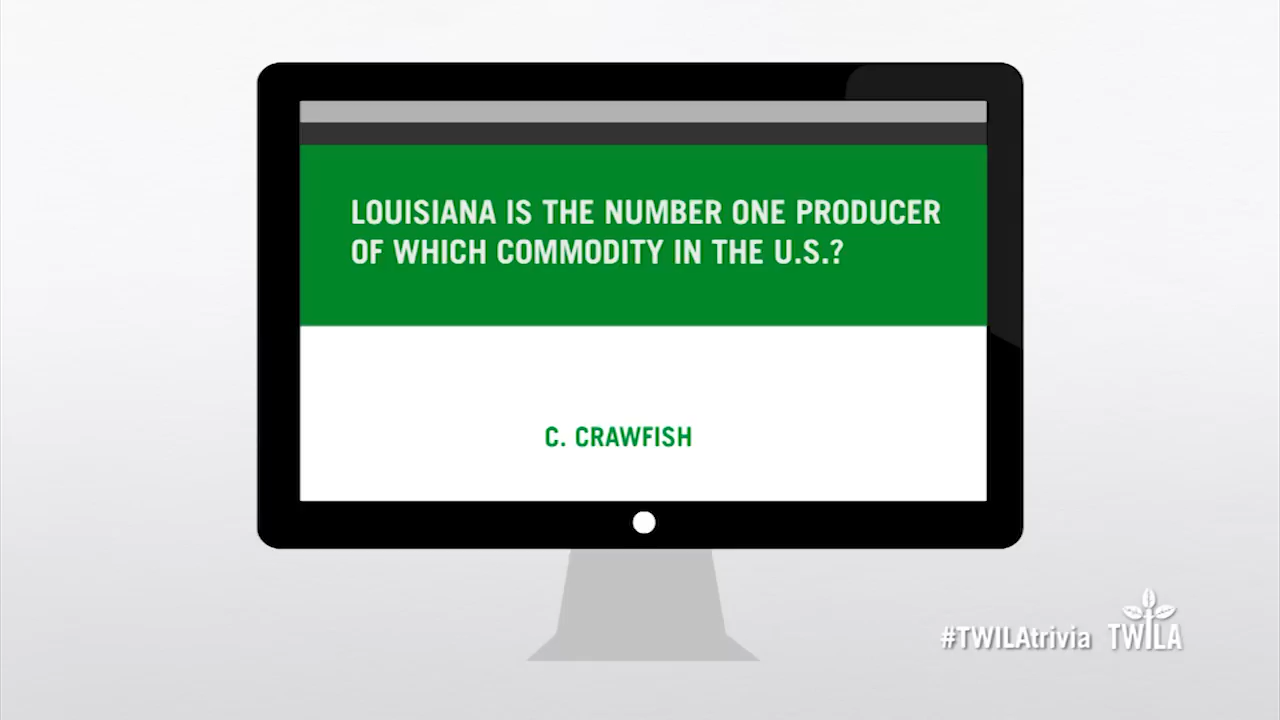 LOUISIANA IS THE NUMBER ONE PRODUCER
OF WHICH COMMODITY IN THE U.S.?
C. CRAWFISH
#TWILAtrivia TWILA